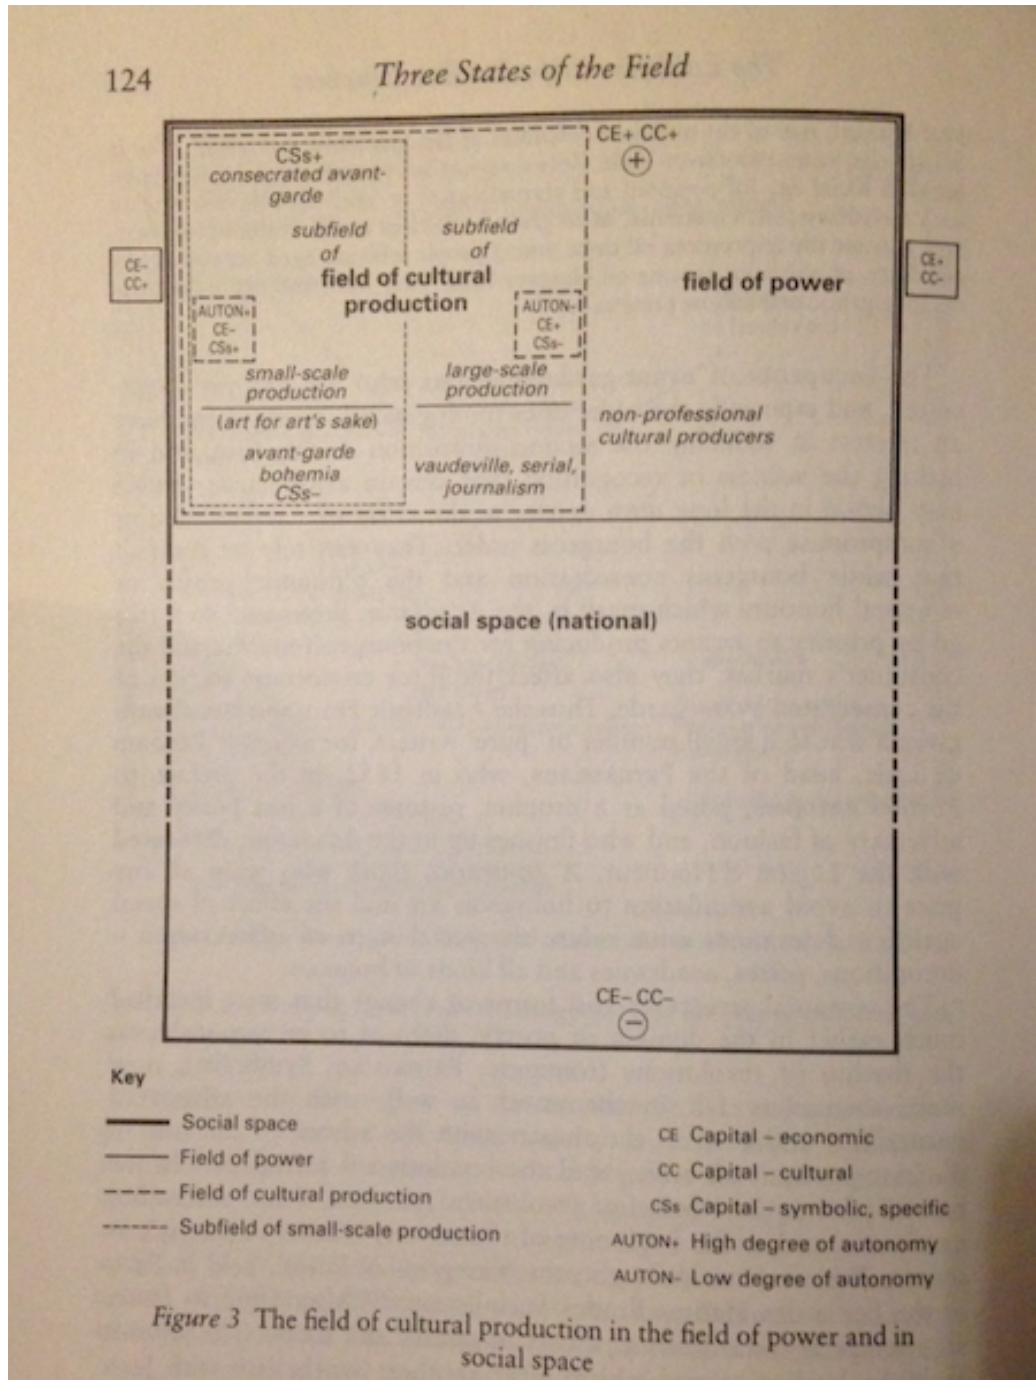 124
Three States of the Field
CE+ CC+
+
CSs+
consecrated avant-
garde
subfield
of
subfield
of
field of cultural
production
field of power
CE–
CC+
CE+
CC–
AUTON+
CE–
CSs+
AUTON–
CE+
CSs–
small-scale
production
large-scale
production
(art for art's sake)
avant-garde
bohemia
CSs–
vaudeville, serial,
journalism
non-professional
cultural producers
social space (national)
CE– CC–
–
Key
Social space
Field of power
Field of cultural production
Subfield of small-scale production
CE Capital – economic
CC Capital – cultural
CSs Capital – symbolic, specific
AUTON+ High degree of autonomy
AUTON– Low degree of autonomy
Figure 3 The field of cultural production in the field of power and in
social space